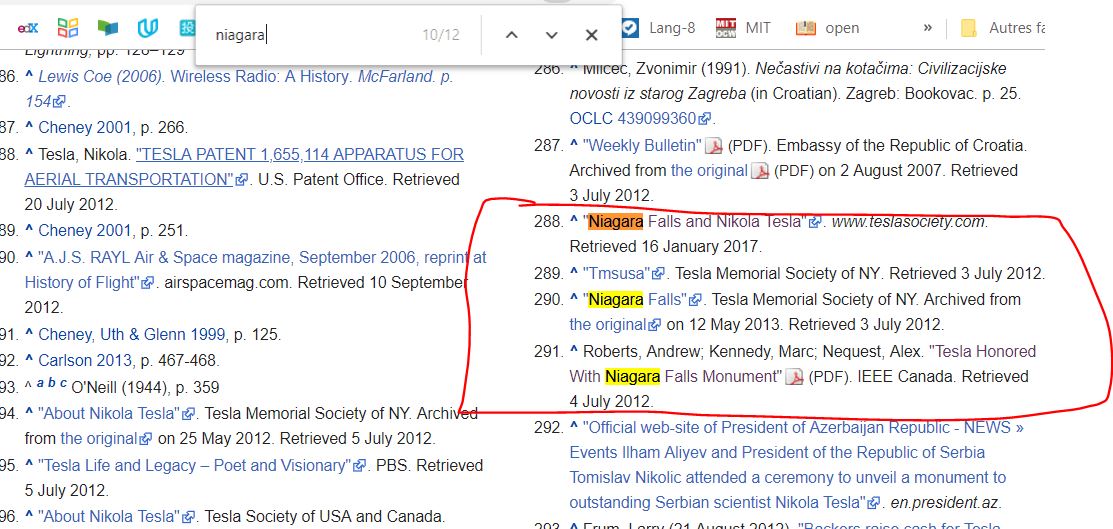 edX
Lang-8
MIT
OCW
MIT
open
»
Autres fa
niagara
10/12
Lightning, pp. 126–129
86. ^ Lewis Coe (2006). Wireless Radio: A History. McFarland. p.
154.
87. ^ Cheney 2001, p. 266.
88. ^ Tesla, Nikola. "TESLA PATENT 1,655,114 APPARATUS FOR
AERIAL TRANSPORTATION". U.S. Patent Office. Retrieved
20 July 2012.
89. ^ Cheney 2001, p. 251.
90. ^ "A.J.S. RAYL Air & Space magazine, September 2006, reprint at
History of Flight". airspacemag.com. Retrieved 10 September
2012.
91. ^ Cheney, Uth & Glenn 1999, p. 125.
92. ^ Carlson 2013, p. 467-468.
93. ^ a b c O'Neill (1944), p. 359
94. ^ "About Nikola Tesla". Tesla Memorial Society of NY. Archived
from the original on 25 May 2012. Retrieved 5 July 2012.
95. ^ "Tesla Life and Legacy – Poet and Visionary". PBS. Retrieved
5 July 2012.
96. ^ "About Nikola Tesla". Tesla Society of USA and Canada.
286. ^ Milčec, Zvonimir (1991). Nečastivi na kotačima: Civilizacijske
novosti iz starog Zagreba (in Croatian). Zagreb: Bookovac. p. 25.
OCLC 439099360.
287. ^ "Weekly Bulletin" (PDF). Embassy of the Republic of Croatia.
Archived from the original (PDF) on 2 August 2007. Retrieved
3 July 2012.
288. ^ "Niagara Falls and Nikola Tesla". www.teslasociety.com.
Retrieved 16 January 2017.
289. ^ "Tmsusa". Tesla Memorial Society of NY. Retrieved 3 July 2012.
290. ^ "Niagara Falls". Tesla Memorial Society of NY. Archived from
the original on 12 May 2013. Retrieved 3 July 2012.
291. ^ Roberts, Andrew; Kennedy, Marc; Nequest, Alex. "Tesla Honored
With Niagara Falls Monument" (PDF). IEEE Canada. Retrieved
4 July 2012.
292. ^ "Official web-site of President of Azerbaijan Republic - NEWS »
Events Ilham Aliyev and President of the Republic of Serbia
Tomislav Nikolic attended a ceremony to unveil a monument to
outstanding Serbian scientist Nikola Tesla". en.president.az.
293. ^ Frum, Larry (21 August 2012). "Backers raise cash for Tesla